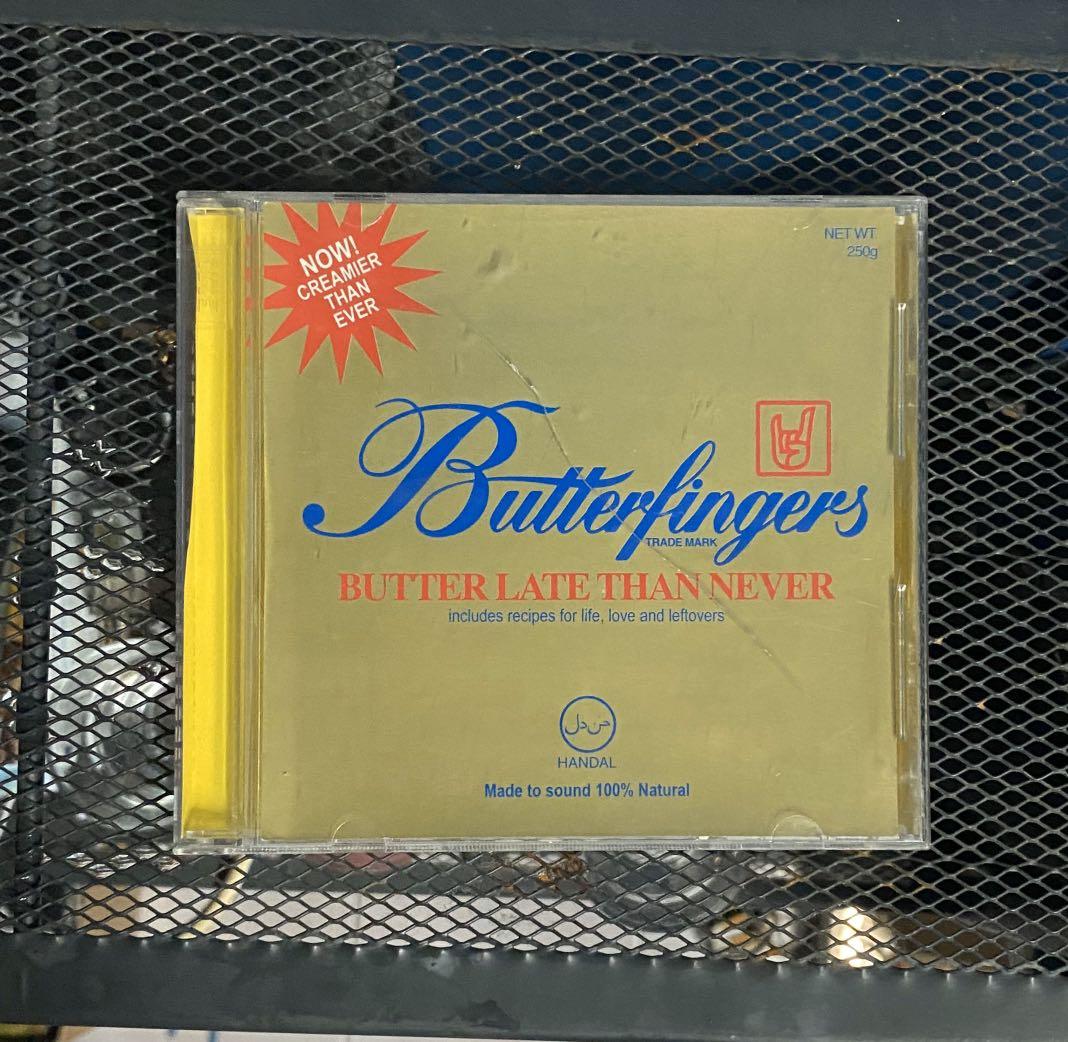 NOW!
CREAMIER
THAN
EVER
NET WT.
250g
Butterfingers
TRADE MARK
BUTTER LATE THAN NEVER
includes recipes for life, love and leftovers
حندل
HANDAL
Made to sound 100% Natural